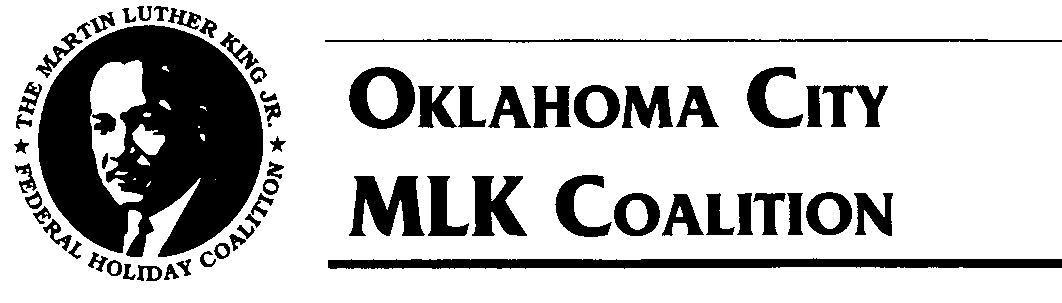 THE MARTIN LUTHER KING JR.
★ FEDERAL HOLIDAY COALITION ★
OKLAHOMA CITY
MLK COALITION